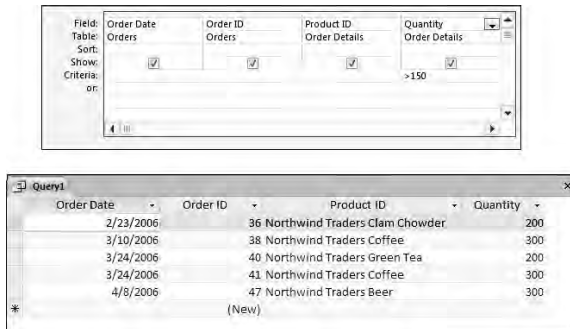 Field: Order Date Order ID Product ID Quantity
Table: Orders Orders Order Details Order Details
Sort:
Show:
Criteria: >150
or:
Query1
Order Date Order ID Product ID Quantity
2/23/2006 36 Northwind Traders Clam Chowder 200
3/10/2006 38 Northwind Traders Coffee 300
3/24/2006 40 Northwind Traders Green Tea 200
3/24/2006 41 Northwind Traders Coffee 300
4/8/2006 47 Northwind Traders Beer 300
* (New)